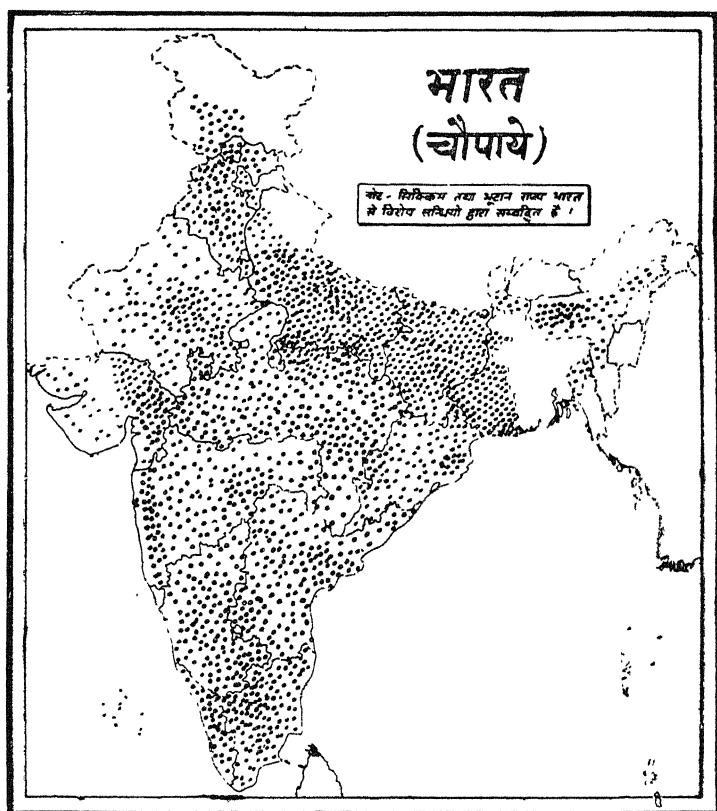 भारत
(चौपाये)
नोट - सिक्किम तथा भूटान राज्य भारत
से विशेष सन्धियो द्वारा सम्बद्धित हैं ।